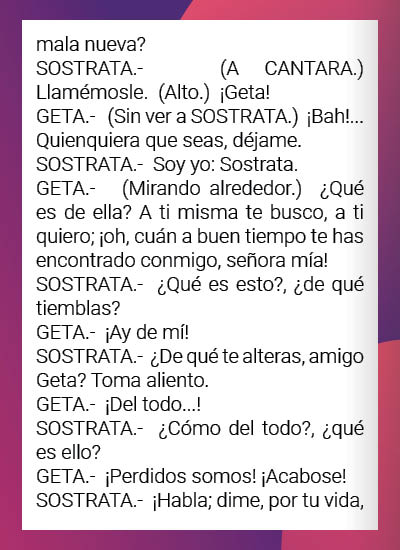 mala nueva?
SOSTRATA.- (A CANTARA.)
Llamémosle. (Alto.) ¡Geta!
GETA.- (Sin ver a SOSTRATA.) ¡Bah!...
Quienquiera que seas, déjame.
SOSTRATA.- Soy yo: Sostrata.
GETA.- (Mirando alrededor.) ¿Qué
es de ella? A ti misma te busco, a ti
quiero; ¡oh, cuán a buen tiempo te has
encontrado conmigo, señora mía!
SOSTRATA.- ¿Qué es esto?, ¿de qué
tiemblas?
GETA.- ¡Ay de mí!
SOSTRATA.- ¿De qué te alteras, amigo
Geta? Toma aliento.
GETA.- ¡Del todo...!
SOSTRATA.- ¿Cómo del todo?, ¿qué
es ello?
GETA.- ¡Perdidos somos! ¡Acabose!
SOSTRATA.- ¡Habla; dime, por tu vida,